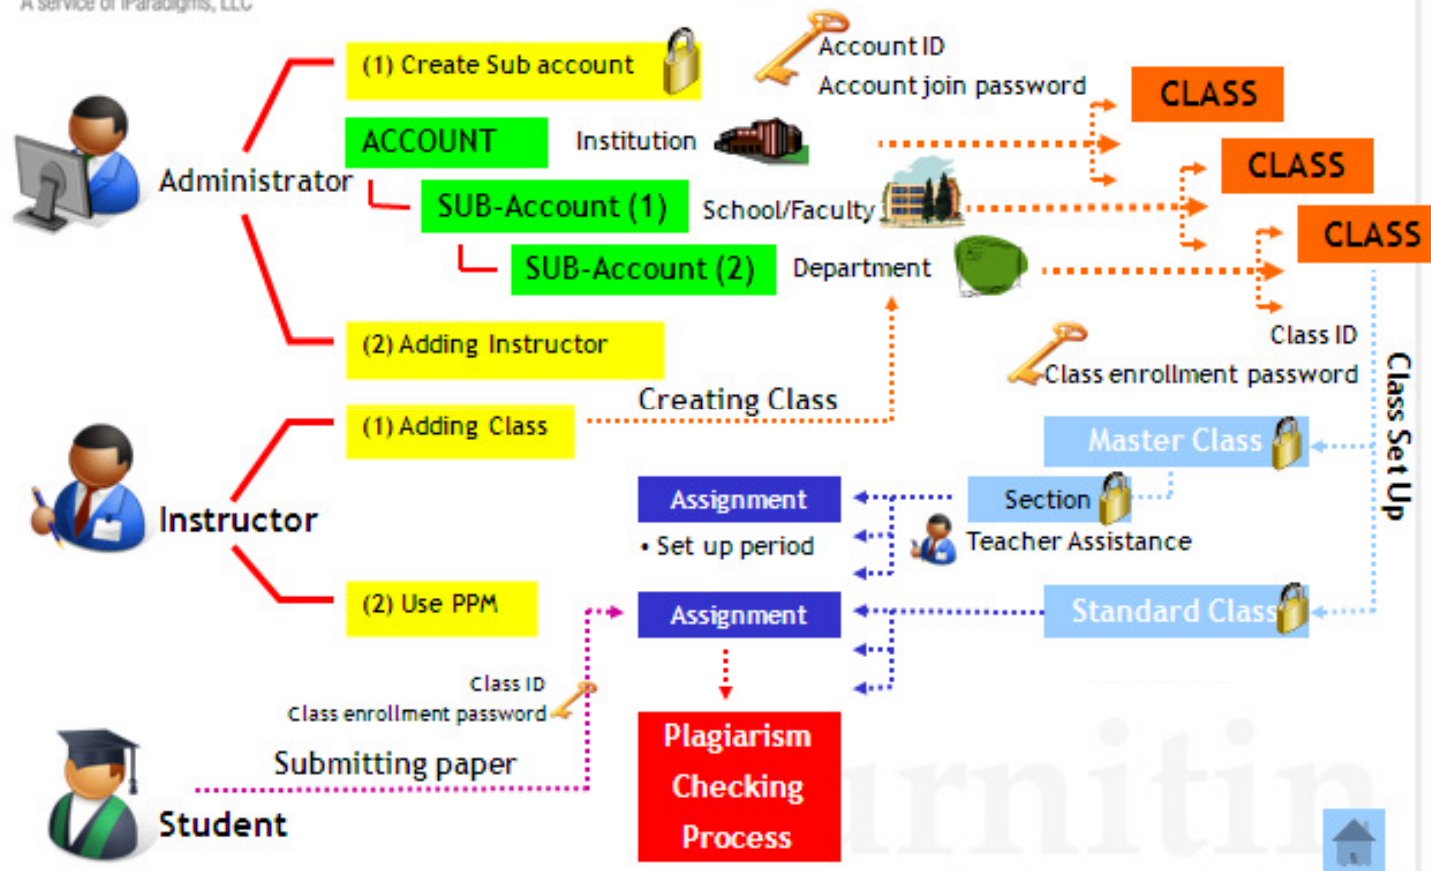 A service of iParadigms, LLC
(1) Create Sub account
Account ID
Account join password
CLASS
ACCOUNT
Institution
CLASS
Administrator
SUB-Account (1)
School/Faculty
CLASS
SUB-Account (2)
Department
(2) Adding Instructor
Class ID
Class enrollment password
Creating Class
(1) Adding Class
Class Set Up
Master Class
Assignment
Section
Instructor
• Set up period
Teacher Assistance
(2) Use PPM
Assignment
Standard Class
Class ID
Class enrollment password
Plagiarism
Checking
Process
Submitting paper
Student
urnitin